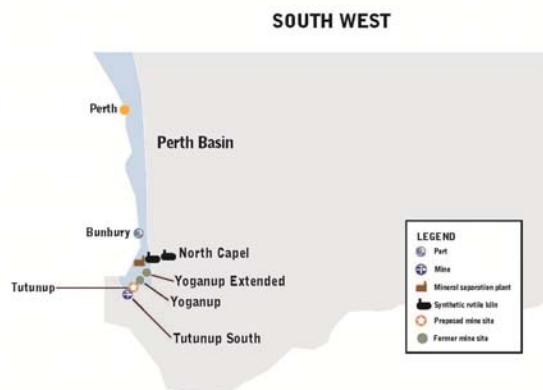 SOUTH WEST
Perth
Perth Basin
Bunbury
North Capel
Yoganup Extended
Tutunup
Yoganup
Tutunup South
LEGEND
Port
Mine
Mineral separation plant
Synthetic rutile kiln
Proposed mine site
Former mine site